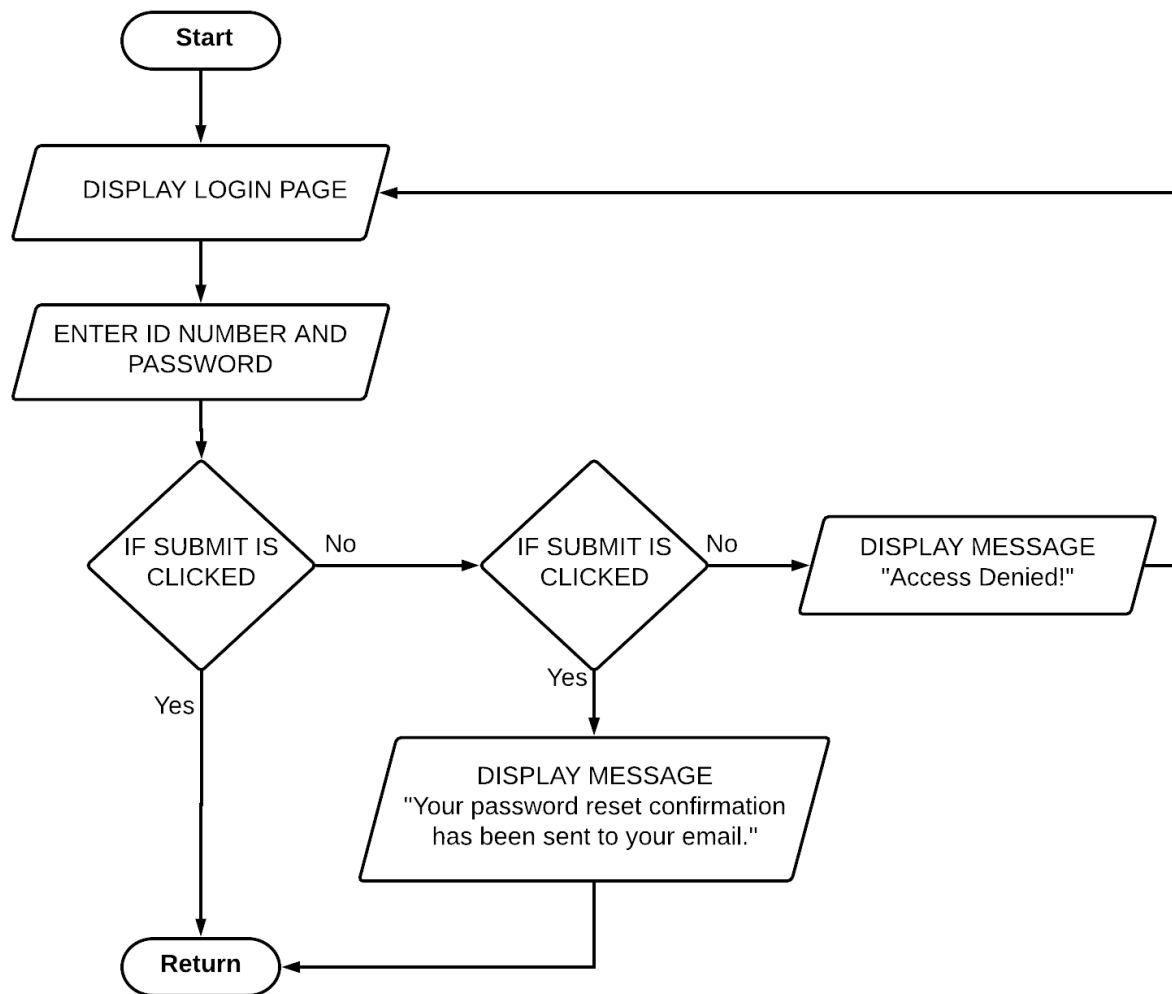 Start
DISPLAY LOGIN PAGE
ENTER ID NUMBER AND
PASSWORD
IF SUBMIT IS
CLICKED
No
IF SUBMIT IS
CLICKED
No
DISPLAY MESSAGE
"Access Denied!"
Yes
Yes
DISPLAY MESSAGE
"Your password reset confirmation
has been sent to your email."
Return